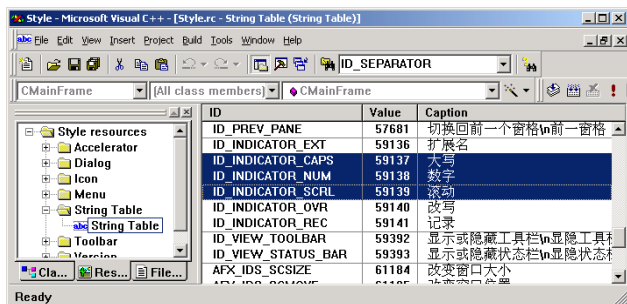 Style - Microsoft Visual C++ - [Style.rc - String Table (String Table)]
File Edit View Insert Project Build Tools Window Help
ID_SEPARATOR
CMainFrame [All class members] CMainFrame
ID Value Caption
Style resources
Accelerator
Dialog
Icon
Menu
String Table
abc String Table
Toolbar
Version
ID_PREV_PANE 57681 切换回前一个窗格\n前一窗格
ID_INDICATOR_EXT 59136 扩展名
ID_INDICATOR_CAPS 59137 大写
ID_INDICATOR_NUM 59138 数字
ID_INDICATOR_SCRL 59139 滚动
ID_INDICATOR_OVR 59140 改写
ID_INDICATOR_REC 59141 记录
ID_VIEW_TOOLBAR 59392 显示或隐藏工具栏\n显隐工具
ID_VIEW_STATUS_BAR 59393 显示或隐藏状态栏\n显隐状态
AFX_IDS_SCSIZE 61184 改变窗口大小
Cla... Res... File...
Ready